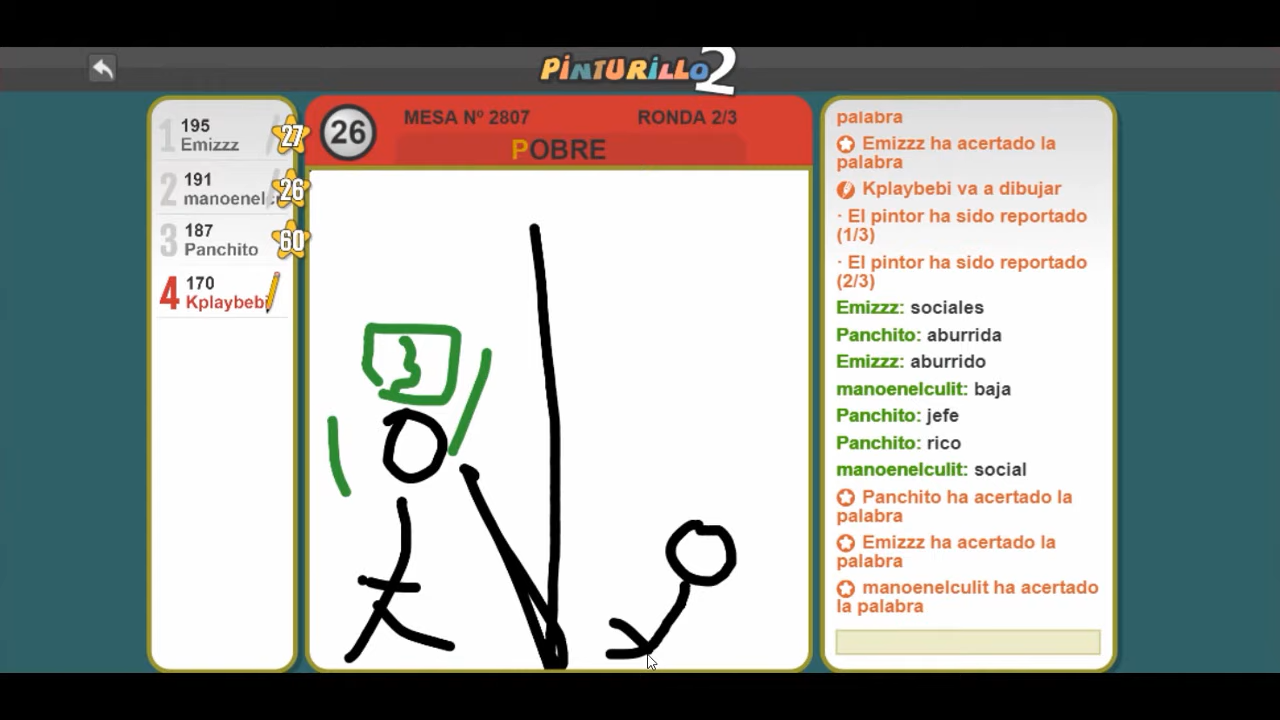 PiNTURiLLO2
1 195
Emizzz
27
2 191
manoenelc
26
3 187
Panchito
60
4 170
Kplaybebi
26
MESA Nº 2807
RONDA 2/3
POBRE
3
palabra
Emizzz ha acertado la
palabra
Kplaybebi va a dibujar
· El pintor ha sido reportado
(1/3)
· El pintor ha sido reportado
(2/3)
Emizzz: sociales
Panchito: aburrida
Emizzz: aburrido
manoenelculit: baja
Panchito: jefe
Panchito: rico
manoenelculit: social
Panchito ha acertado la
palabra
Emizzz ha acertado la
palabra
manoenelculit ha acertado
la palabra